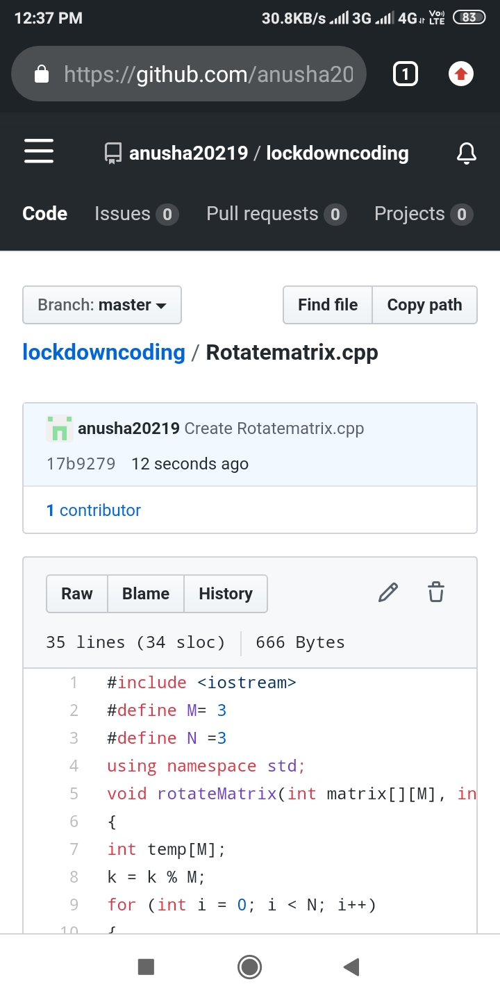 12:37 PM 30.8KB/s 3G 4G Vo) LTE 83
https://github.com/anusha20 1
anusha20219 / lockdowncoding
Code Issues 0 Pull requests 0 Projects 0
Branch: master Find file Copy path
lockdowncoding / Rotatematrix.cpp
anusha20219 Create Rotatematrix.cpp
17b9279 12 seconds ago
1 contributor
Raw Blame History
35 lines (34 sloc) 666 Bytes
1 #include <iostream>
2 #define M= 3
3 #define N =3
4 using namespace std;
5 void rotateMatrix(int matrix[][M], in
6 {
7 int temp[M];
8 k = k % M;
9 for (int i = 0; i < N; i++)
10 {